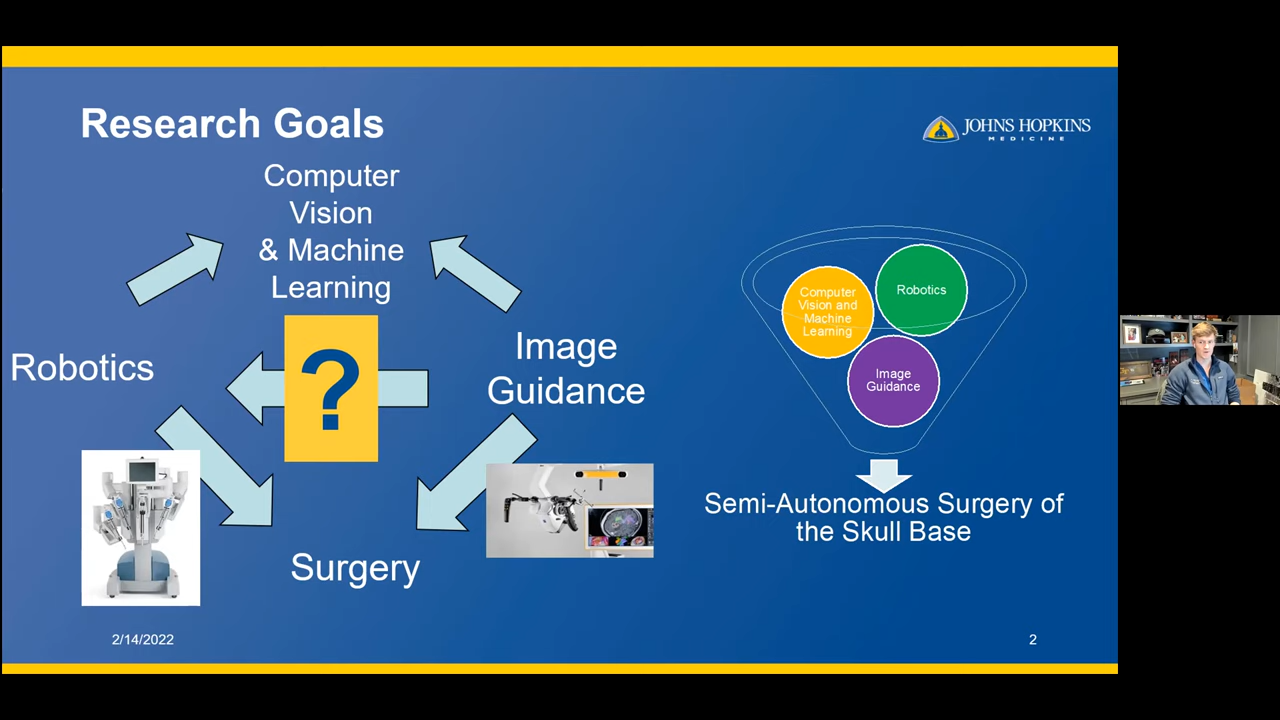 Research Goals
JOHNS HOPKINS
MEDICINE
Computer
Vision
& Machine
Learning
Robotics
?
Image
Guidance
Surgery
Computer
Vision and
Machine
Learning
Robotics
Image
Guidance
Semi-Autonomous Surgery of
the Skull Base
2/14/2022
2